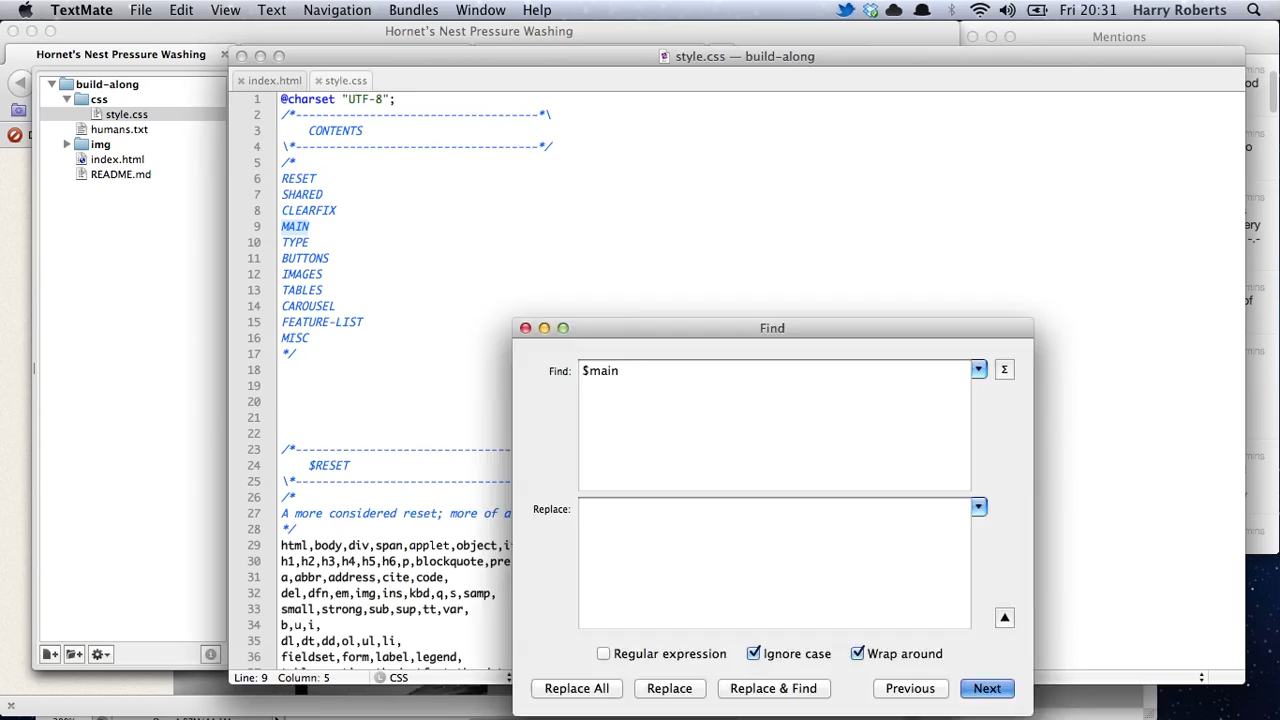 TextMate File Edit View Text Navigation Bundles Window Help Fri 20:31 Harry Roberts
Hornet's Nest Pressure Washing
Mentions
Hornet's Nest Pressure Washing
style.css — build-along
build-along
css
style.css
humans.txt
img
index.html
README.md
index.html style.css
1 @charset "UTF-8";
2 /*------------------------------------*\
3 CONTENTS
4 \*------------------------------------*/
5 /*
6 RESET
7 SHARED
8 CLEARFIX
9 MAIN
10 TYPE
11 BUTTONS
12 IMAGES
13 TABLES
14 CAROUSEL
15 FEATURE-LIST
16 MISC
17 */
18
19
20
21
22
23 /*-------------------------------
24 $RESET
25 \*-------------------------------
26 /*
27 A more considered reset; more of a
28 */
29 html,body,div,span,applet,object,i
30 h1,h2,h3,h4,h5,h6,p,blockquote,pre
31 a,abbr,address,cite,code,
32 del,dfn,em,img,ins,kbd,q,s,samp,
33 small,strong,sub,sup,tt,var,
34 b,u,i,
35 dl,dt,dd,ol,ul,li,
36 fieldset,form,label,legend,
Line: 9 Column: 5 CSS
Find
Find: $main
Σ
Replace:
Regular expression Ignore case Wrap around
Replace All Replace Replace & Find Previous Next